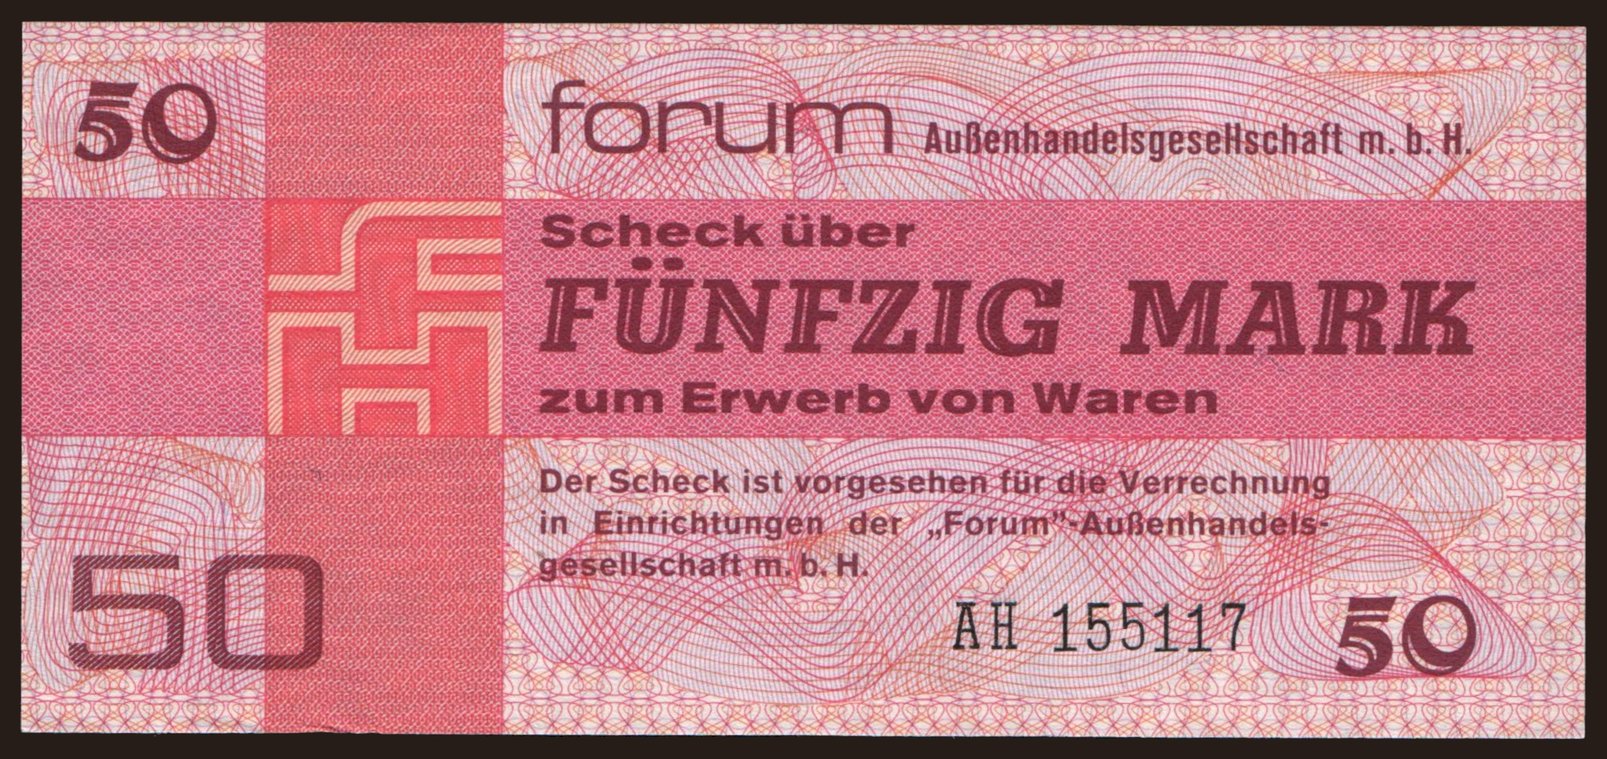 50
forum Außenhandelsgesellschaft m. b. H.
Scheck über
FÜNFZIG MARK
zum Erwerb von Waren
Der Scheck ist vorgesehen für die Verrechnung
in Einrichtungen der „Forum”-Außenhandels-
gesellschaft m. b. H.
50
AH 155117
50